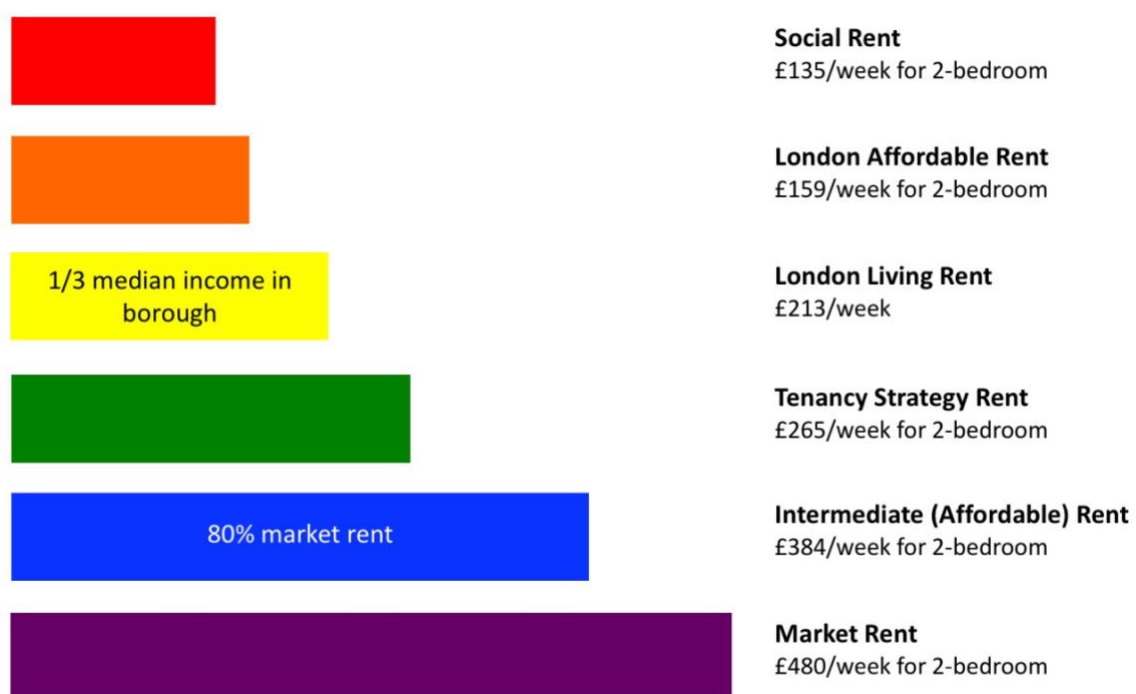 Social Rent
£135/week for 2-bedroom
London Affordable Rent
£159/week for 2-bedroom
1/3 median income in
borough
London Living Rent
£213/week
Tenancy Strategy Rent
£265/week for 2-bedroom
80% market rent
Intermediate (Affordable) Rent
£384/week for 2-bedroom
Market Rent
£480/week for 2-bedroom